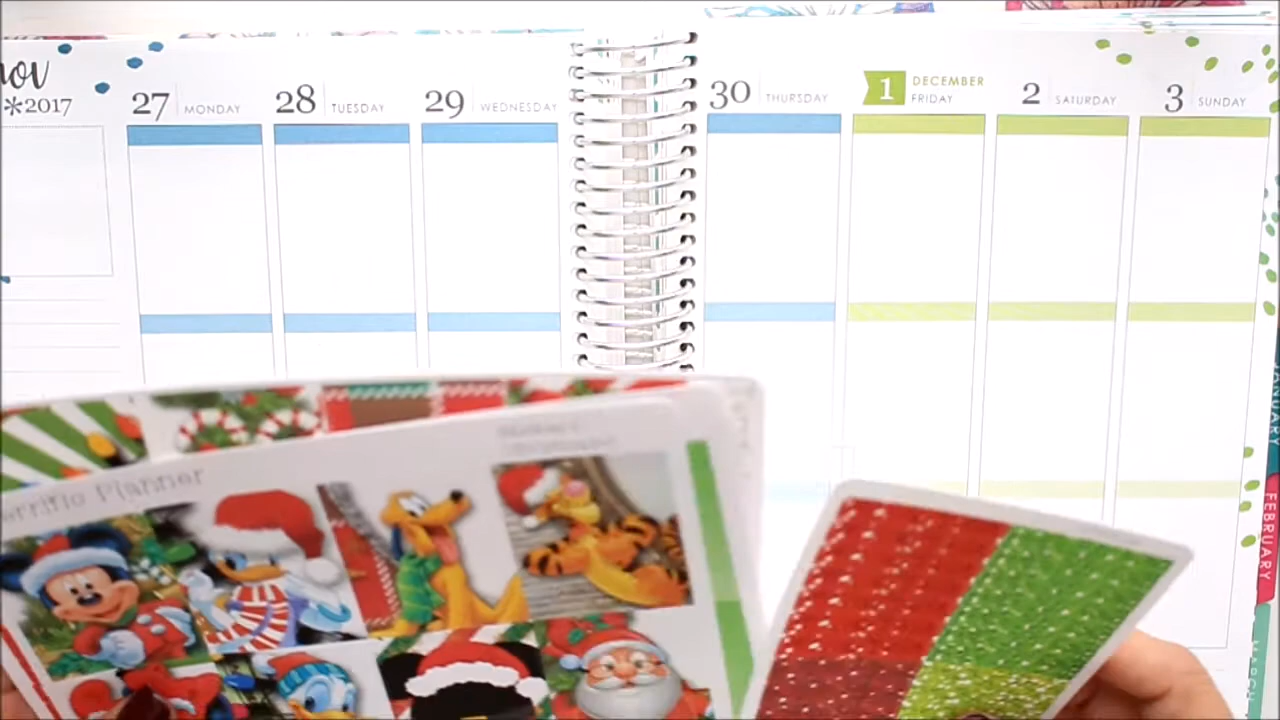 *2017
27 MONDAY
28 TUESDAY
29 WEDNESDAY
30 THURSDAY
1 DECEMBER
FRIDAY
2 SATURDAY
3 SUNDAY
Planner
JANUARY
FEBRUARY